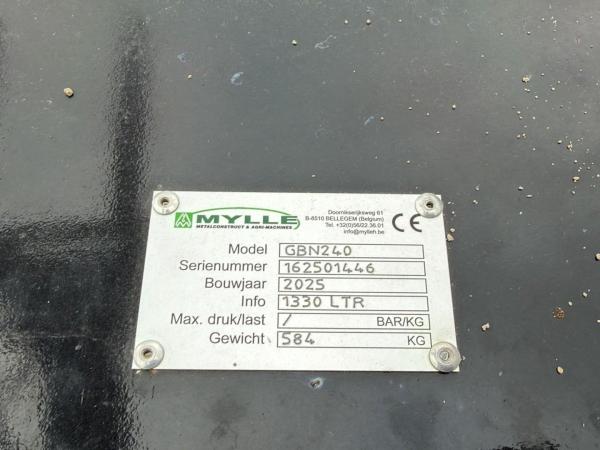 MYLLE
METALCONSTRUCT & AGRI-MACHINES
Doornikserijksweg 61
B-8510 BELLEGEM (Belgium)
Tel. +32(0)56/22.36.01
info@mylleh.be
CE
Model GBN240
Serienummer 162501446
Bouwjaar 2025
Info 1330 LTR
Max. druk/last / BAR/KG
Gewicht 584 KG